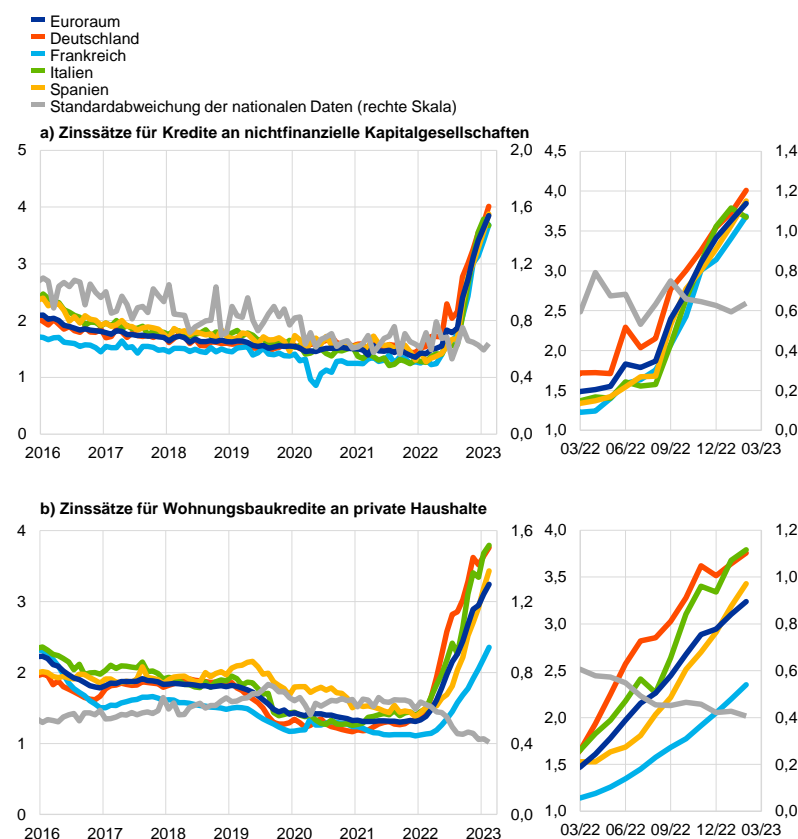 Euroraum
Deutschland
Frankreich
Italien
Spanien
Standardabweichung der nationalen Daten (rechte Skala)
a) Zinssätze für Kredite an nichtfinanzielle Kapitalgesellschaften
5 2,0 4,5 1,4
4,0 1,2
4 1,6
3,5 1,0
3 1,2
3,0 0,8
2,5 0,6
2 0,8
2,0 0,4
1 0,4
1,5 0,2
0 0,0 1,0 0,0
2016 2017 2018 2019 2020 2021 2022 2023 03/22 06/22 09/22 12/22 03/23
b) Zinssätze für Wohnungsbaukredite an private Haushalte
4 1,6 4,0 1,2
3,5 1,0
3 1,2
3,0 0,8
2 0,8 2,5 0,6
2,0 0,4
1 0,4
1,5 0,2
0 0,0 1,0 0,0
2016 2017 2018 2019 2020 2021 2022 2023 03/22 06/22 09/22 12/22 03/23